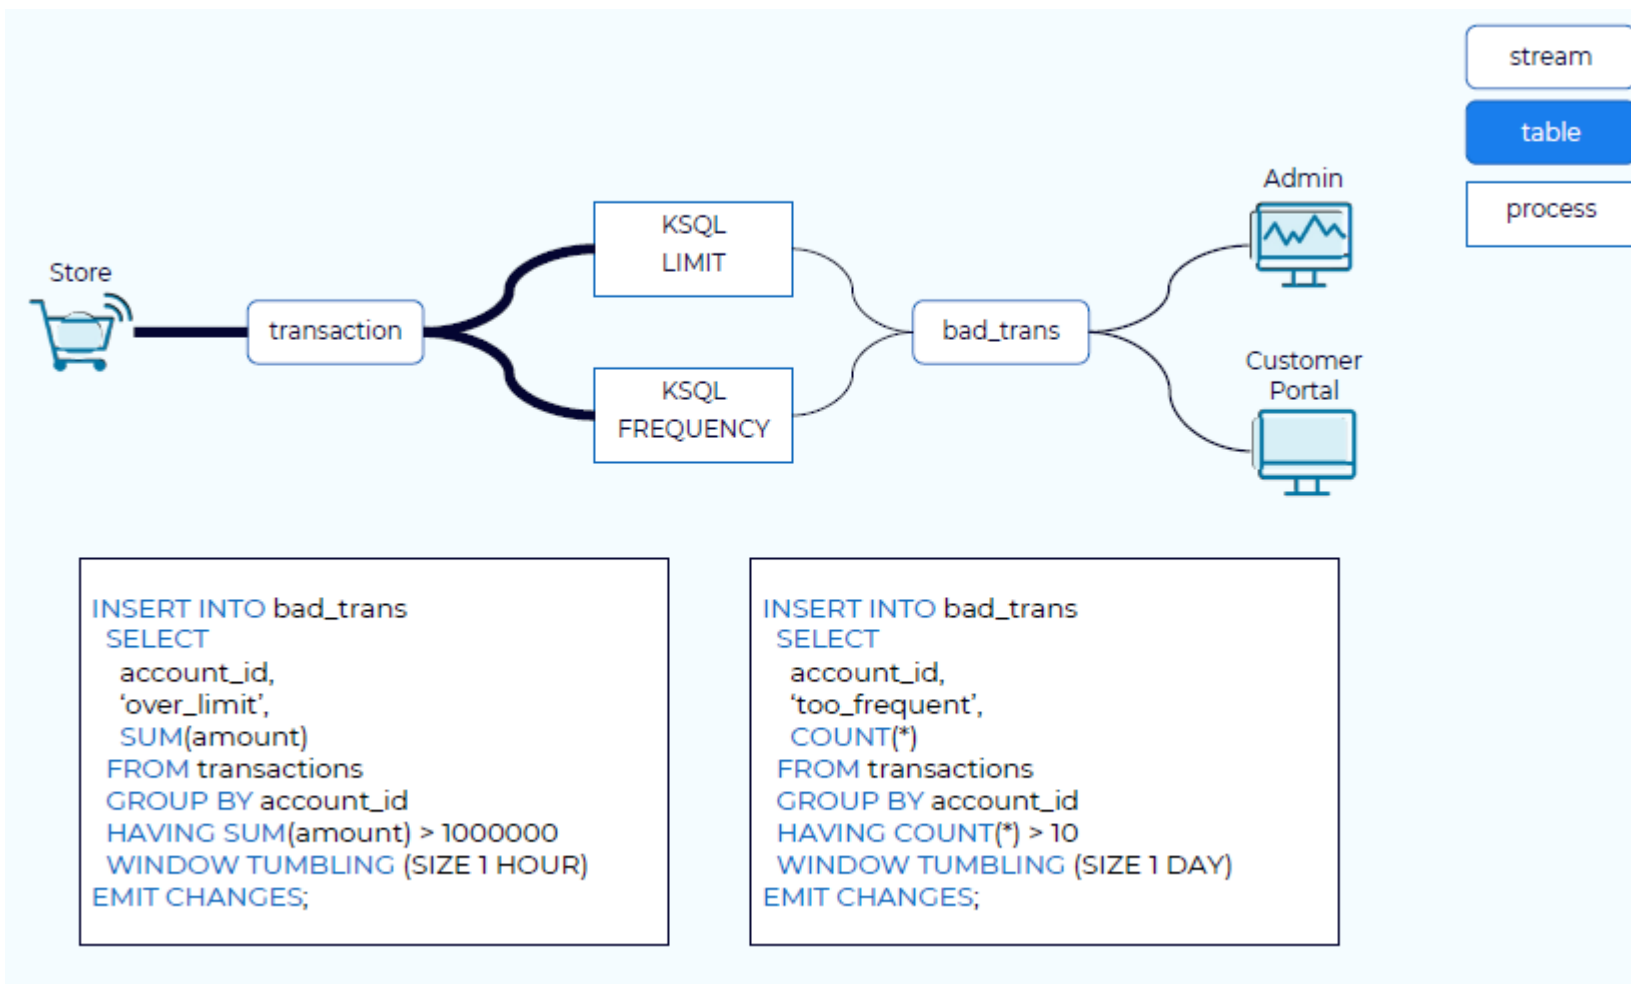 stream
table
process
Store
transaction
KSQL
LIMIT
KSQL
FREQUENCY
bad_trans
Admin
Customer
Portal
INSERT INTO bad_trans
SELECT
account_id,
‘over_limit’,
SUM(amount)
FROM transactions
GROUP BY account_id
HAVING SUM(amount) > 1000000
WINDOW TUMBLING (SIZE 1 HOUR)
EMIT CHANGES;
INSERT INTO bad_trans
SELECT
account_id,
‘too_frequent’,
COUNT(*)
FROM transactions
GROUP BY account_id
HAVING COUNT(*) > 10
WINDOW TUMBLING (SIZE 1 DAY)
EMIT CHANGES;